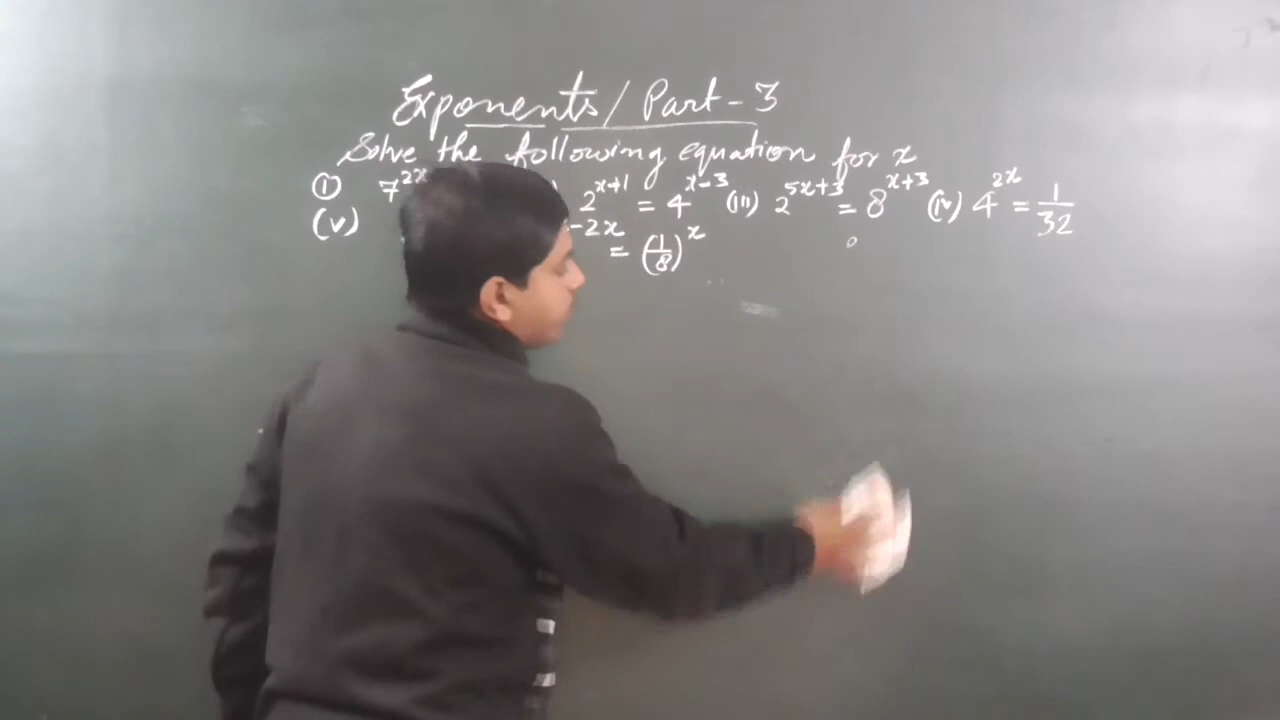 Exponents / Part - 3
Solve the following equation for x
(i) 7^2x 2^x+1 = 4^x-3 (iii) 2^5x+3 = 8^x+3 (iv) 4^2x = 1/32
(v) -2x = (1/8)^x